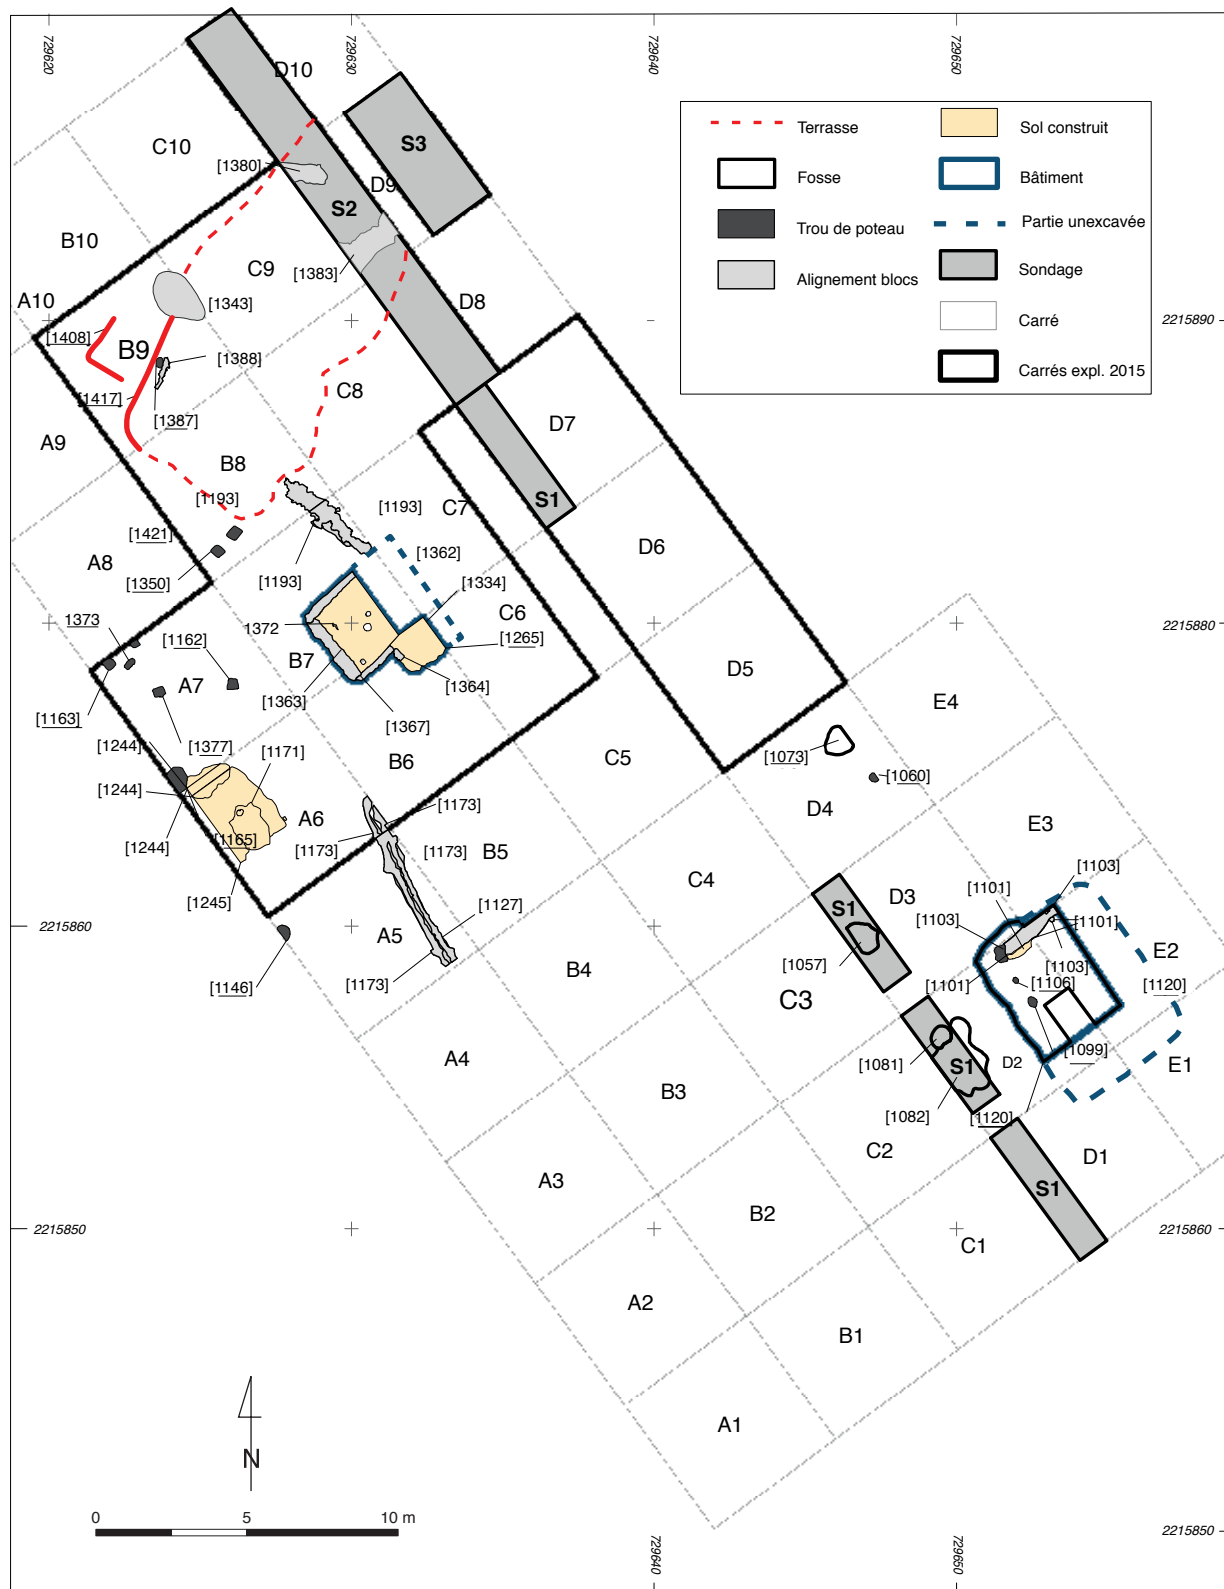 729620
729630
729640
729650
D10
C10
[1380]
S3
D9
S2
B10
C9
[1383]
A10
[1343]
D8
[1408]
B9
[1388]
[1417]
[1387]
C8
A9
B8
D7
[1193]
[1193]
C7
S1
[1421]
A8
[1350]
[1193]
[1362]
D6
[1334]
1373
[1162]
1372
C6
[1265]
B7
A7
[1363]
[1364]
D5
[1163]
[1367]
E4
[1377]
[1244]
[1171]
B6
C5
[1073]
[1244]
[1060]
A6
D4
[1244]
[1165]
[1173]
[1173]
[1173]
B5
E3
[1245]
C4
[1103]
[1101]
D3
[1127]
S1
[1103]
[1101]
A5
E2
[1057]
[1103]
[1146]
[1173]
B4
C3
[1101]
[1106]
[1120]
A4
[1081]
S1
D2
[1099]
E1
B3
[1082]
[1120]
C2
D1
A3
S1
B2
C1
A2
B1
A1
Terrasse
Fosse
Trou de poteau
Alignement blocs
Sol construit
Bâtiment
Partie unexcavée
Sondage
Carré
Carrés expl. 2015
2215890
2215880
2215860
2215850
2215860
2215850
N
0 5 10 m
729640
729650